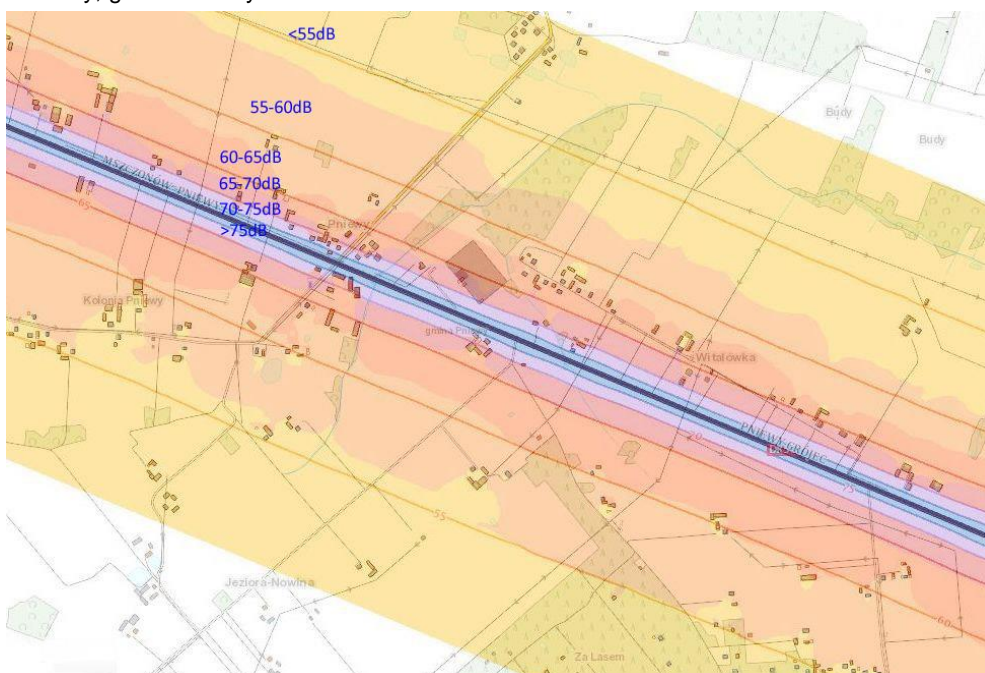 <55dB
55-60dB
Budy
Budy
60-65dB
65-70dB
70-75dB
>75dB
MSZCZONÓW-PNIEWY
65
Pniewy
Kolonia Pniewy
gmina Pniewy
Witalówka
PNIEWY-GRÓJEC
75
55
Jeziora-Nowina
60
Za Lasem